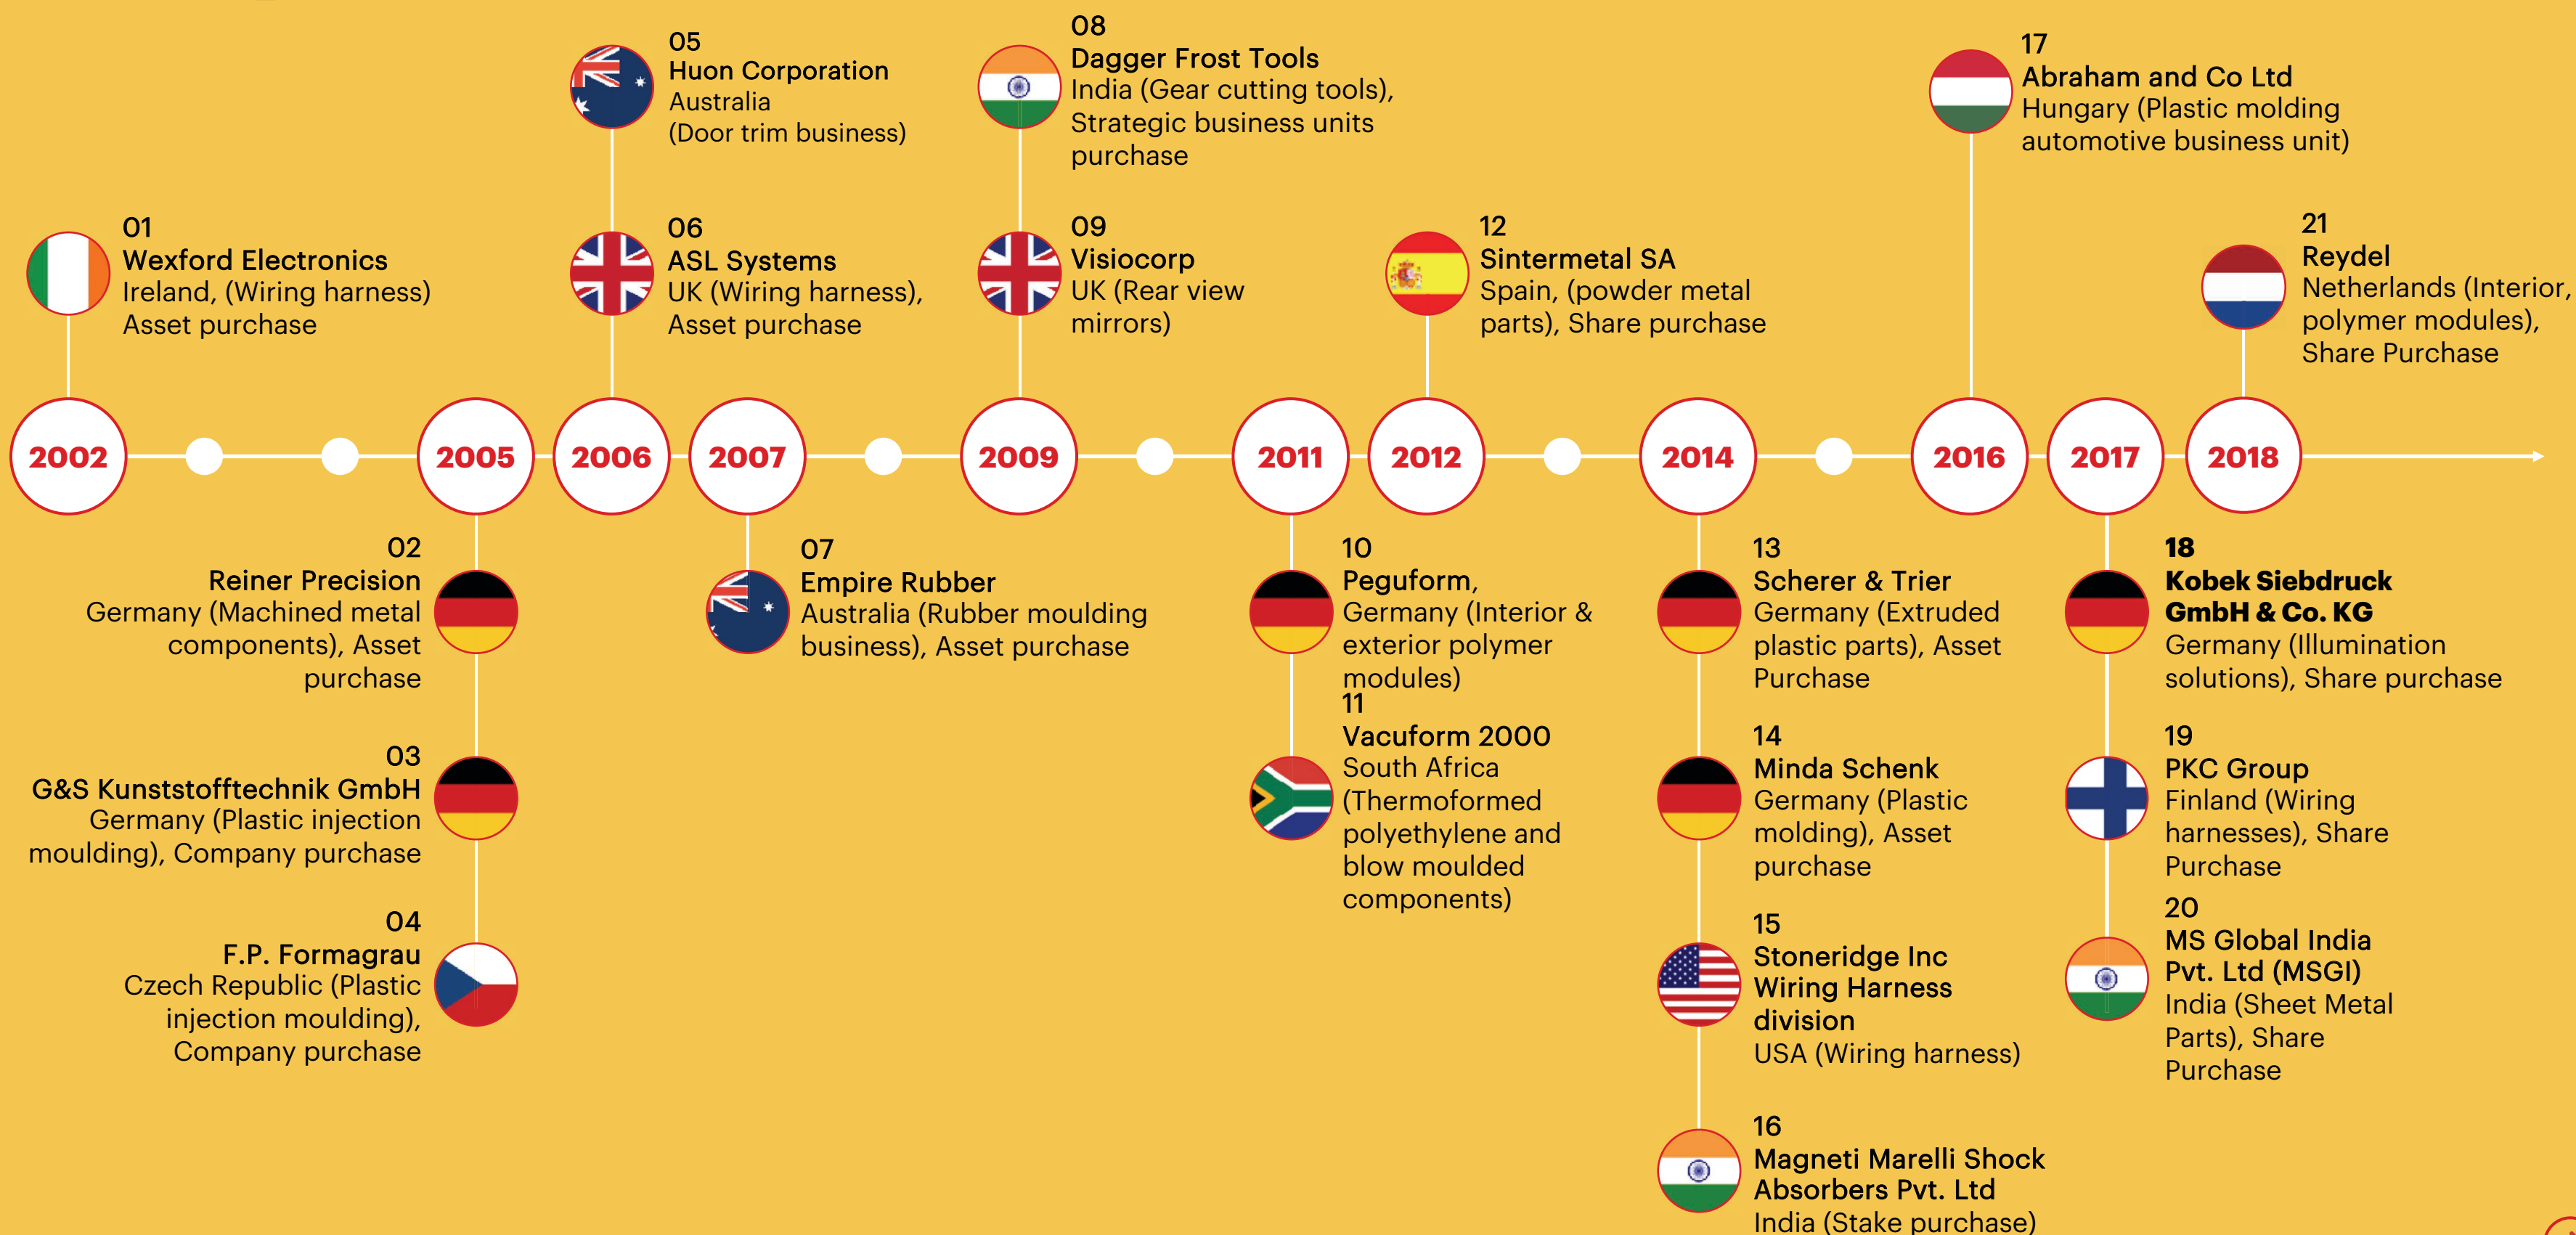 05
Huon Corporation
Australia
(Door trim business)
08
Dagger Frost Tools
India (Gear cutting tools),
Strategic business units
purchase
17
Abraham and Co Ltd
Hungary (Plastic molding
automotive business unit)
01
Wexford Electronics
Ireland, (Wiring harness)
Asset purchase
06
ASL Systems
UK (Wiring harness),
Asset purchase
09
Visiocorp
UK (Rear view
mirrors)
12
Sintermetal SA
Spain, (powder metal
parts), Share purchase
21
Reydel
Netherlands (Interior,
polymer modules),
Share Purchase
2002
2005
2006
2007
2009
2011
2012
2014
2016
2017
2018
02
Reiner Precision
Germany (Machined metal
components), Asset
purchase
03
G&S Kunststofftechnik GmbH
Germany (Plastic injection
moulding), Company purchase
04
F.P. Formagrau
Czech Republic (Plastic
injection moulding),
Company purchase
07
Empire Rubber
Australia (Rubber moulding
business), Asset purchase
10
Peguform,
Germany (Interior &
exterior polymer
modules)
11
Vacuform 2000
South Africa
(Thermoformed
polyethylene and
blow moulded
components)
13
Scherer & Trier
Germany (Extruded
plastic parts), Asset
Purchase
14
Minda Schenk
Germany (Plastic
molding), Asset
purchase
15
Stoneridge Inc
Wiring Harness
division
USA (Wiring harness)
16
Magneti Marelli Shock
Absorbers Pvt. Ltd
India (Stake purchase)
18
Kobek Siebdruck
GmbH & Co. KG
Germany (Illumination
solutions), Share purchase
19
PKC Group
Finland (Wiring
harnesses), Share
Purchase
20
MS Global India
Pvt. Ltd (MSGI)
India (Sheet Metal
Parts), Share
Purchase